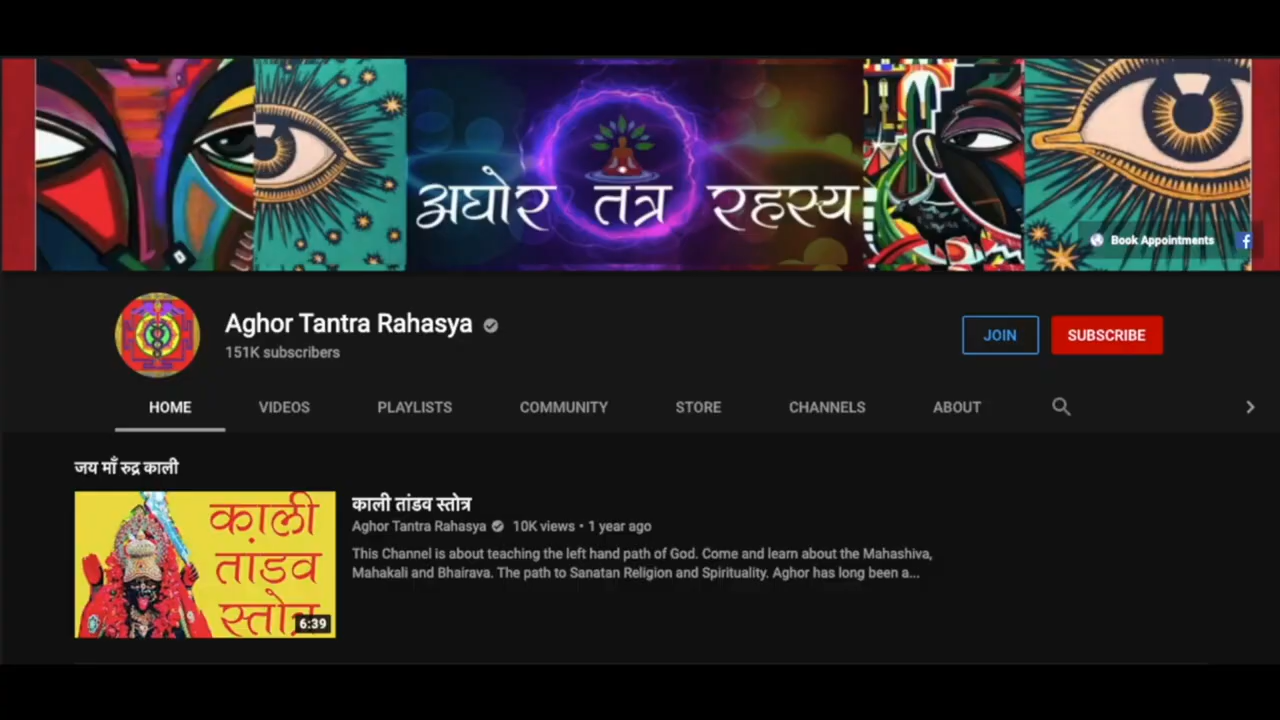 अघोर तत्र रहस्य
Book Appointments
Aghor Tantra Rahasya
151K subscribers
JOIN
SUBSCRIBE
HOME VIDEOS PLAYLISTS COMMUNITY STORE CHANNELS ABOUT
जय माँ रुद्र काली
काली
तांडव
स्तोत्र
6:39
काली तांडव स्तोत्र
Aghor Tantra Rahasya 10K views • 1 year ago
This Channel is about teaching the left hand path of God. Come and learn about the Mahashiva,
Mahakali and Bhairava. The path to Sanatan Religion and Spirituality. Aghor has long been a...